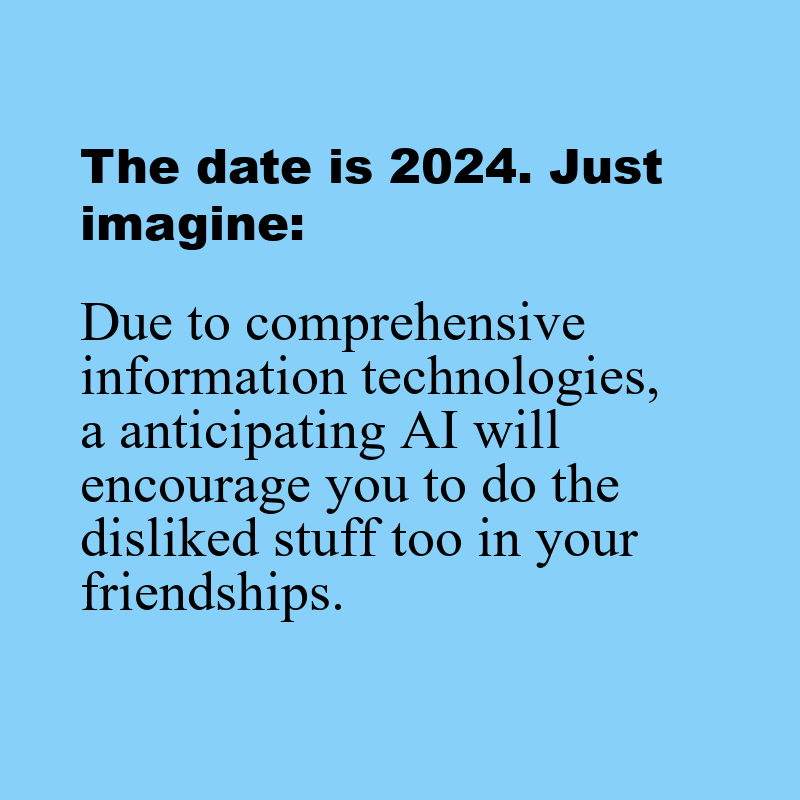 The date is 2024. Just
imagine:
Due to comprehensive
information technologies,
a anticipating AI will
encourage you to do the
disliked stuff too in your
friendships.